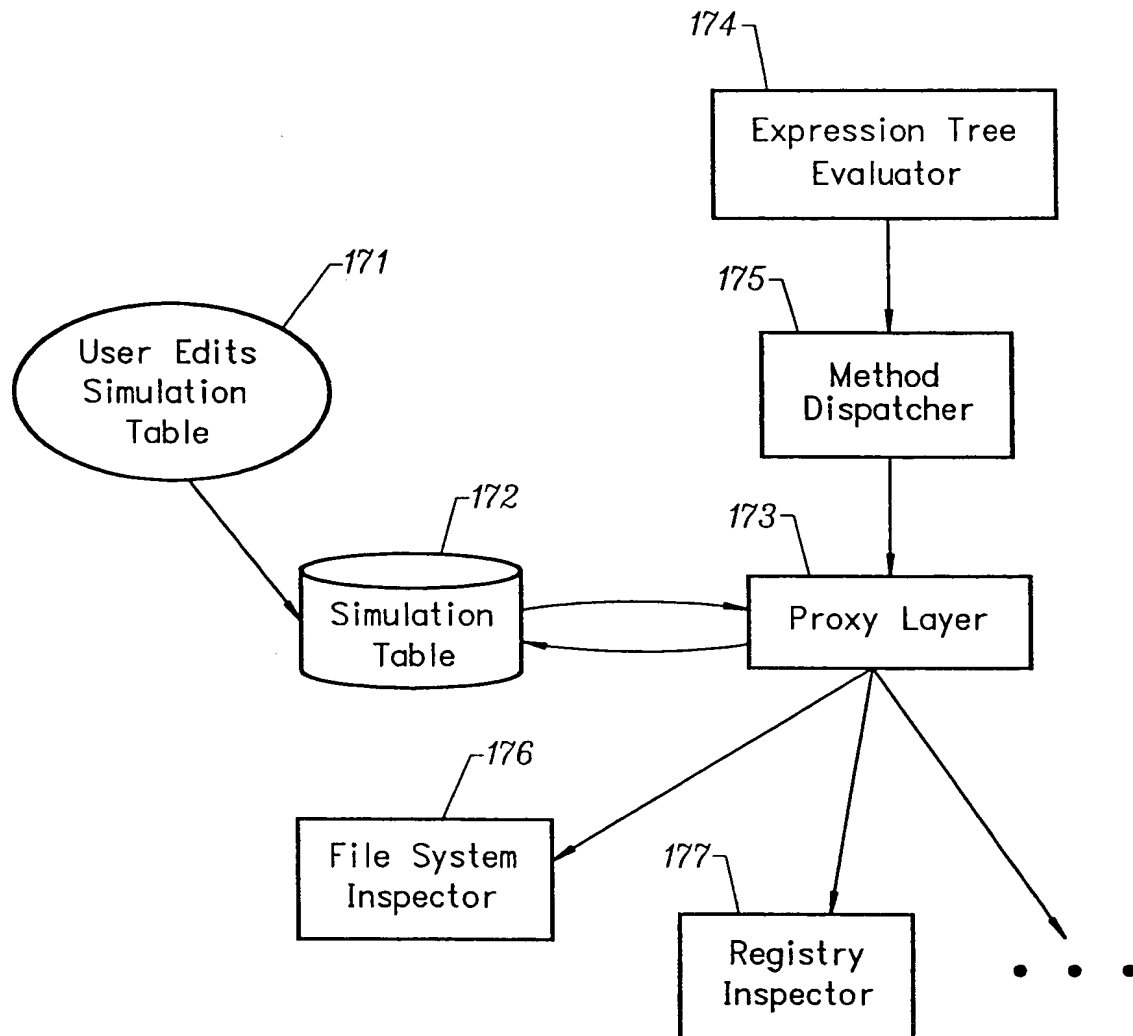 174
Expression Tree
Evaluator
171
175
User Edits
Simulation
Table
Method
Dispatcher
172
173
Simulation
Table
Proxy Layer
176
File System
Inspector
177
Registry
Inspector